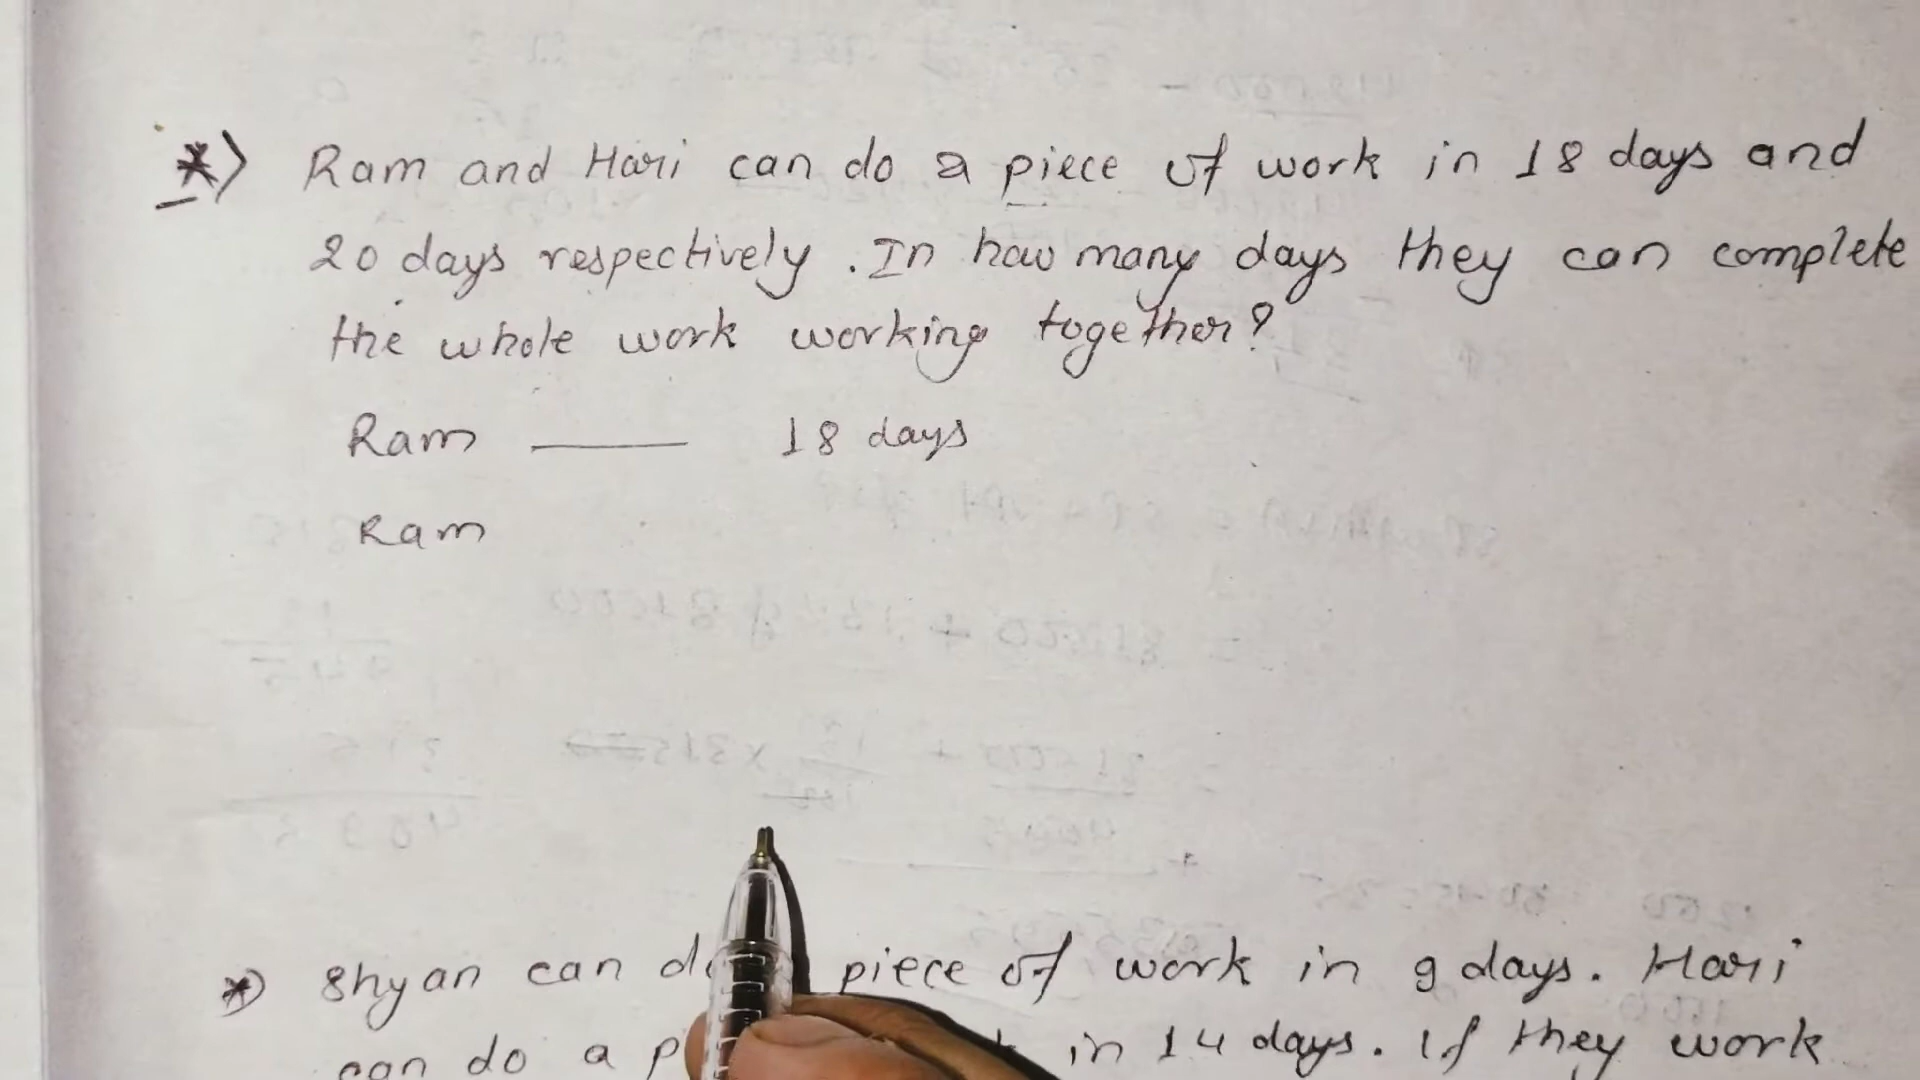 *) Ram and Hari can do a piece of work in 18 days and
20 days respectively. In how many days they can complete
the whole work working together?
Ram —— 18 days
Ram
*) Shyan can do piece of work in 9 days. Hari
can do a in 14 days. If they work